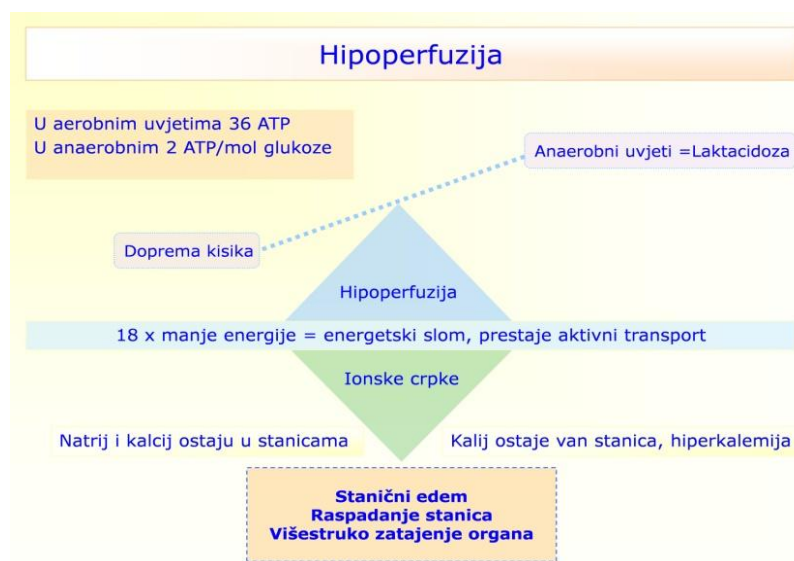 Hipoperfuzija
U aerobnim uvjetima 36 ATP
U anaerobnim 2 ATP/mol glukoze
Anaerobni uvjeti =Laktacidoza
Doprema kisika
Hipoperfuzija
18 x manje energije = energetski slom, prestaje aktivni transport
Ionske crpke
Natrij i kalcij ostaju u stanicama
Kalij ostaje van stanica, hiperkalemija
Stanični edem
Raspadanje stanica
Višestruko zatajenje organa